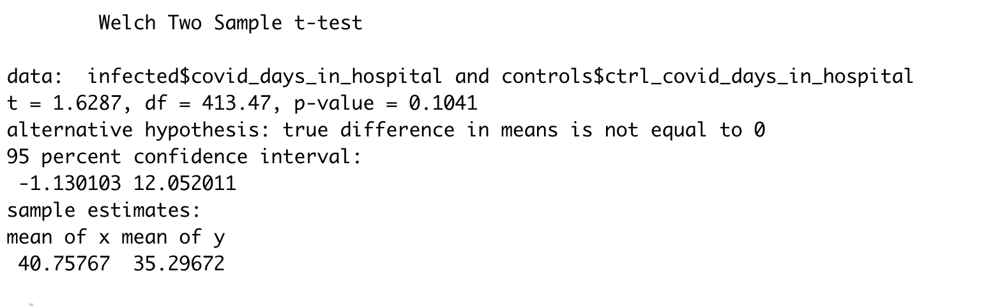 Welch Two Sample t-test
data:  infected$covid_days_in_hospital and controls$ctrl_covid_days_in_hospital
t = 1.6287, df = 413.47, p-value = 0.1041
alternative hypothesis: true difference in means is not equal to 0
95 percent confidence interval:
-1.130103 12.052011
sample estimates:
mean of x mean of y
40.75767  35.29672